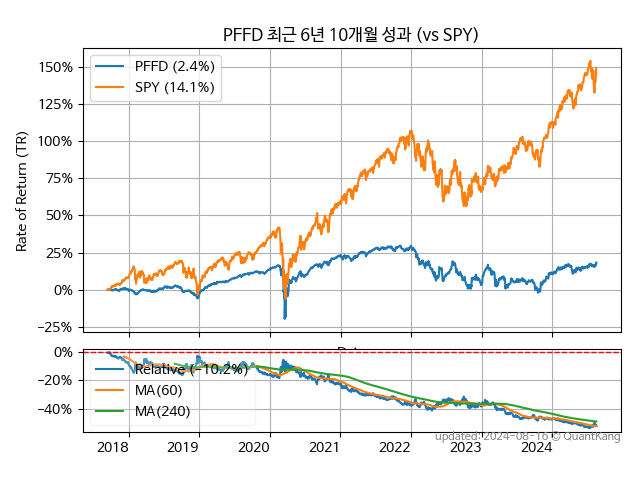 PFFD 최근 6년 10개월 성과 (vs SPY)
Rate of Return (TR)
150%
125%
100%
75%
50%
25%
0%
−25%
PFFD (2.4%)
SPY (14.1%)
0%
−20%
−40%
Relative (−10.2%)
MA(60)
MA(240)
2018 2019 2020 2021 2022 2023 2024
updated: 2024-08-16 © QuantKang